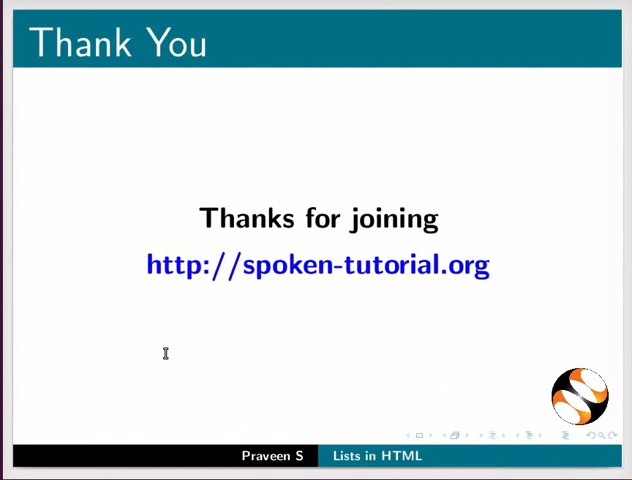 Thank You
Thanks for joining
http://spoken-tutorial.org
Praveen S
Lists in HTML